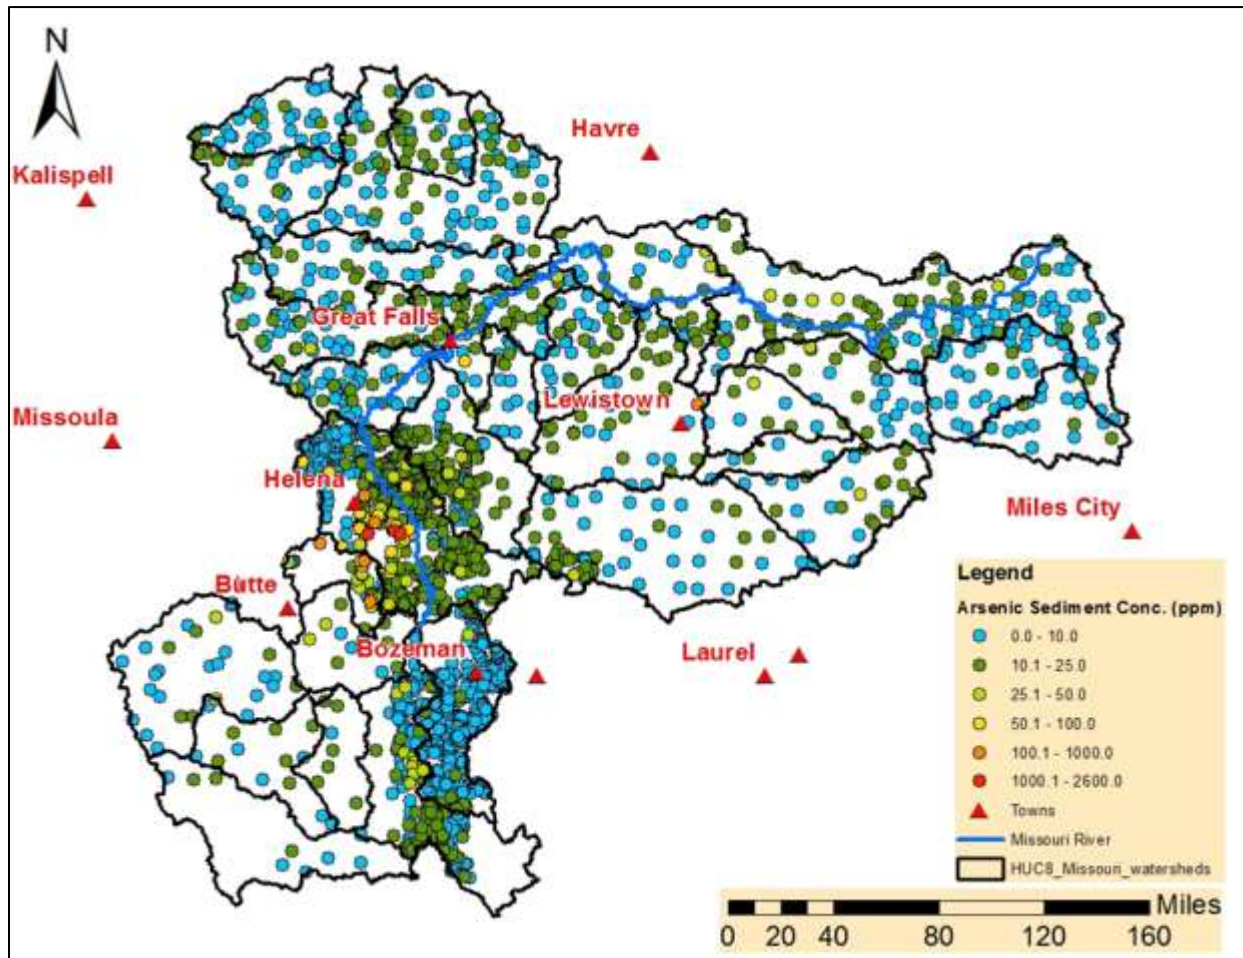 N
Havre
Kalispell
Great Falls
Lewistown
Missoula
Helena
Miles City
Butte
Bozeman
Laurel
Legend
Arsenic Sediment Conc. (ppm)
0.0 - 10.0
10.1 - 25.0
25.1 - 50.0
50.1 - 100.0
100.1 - 1000.0
1000.1 - 2600.0
Towns
Missouri River
HUC8_Missouri_watersheds
Miles
0 20 40 80 120 160